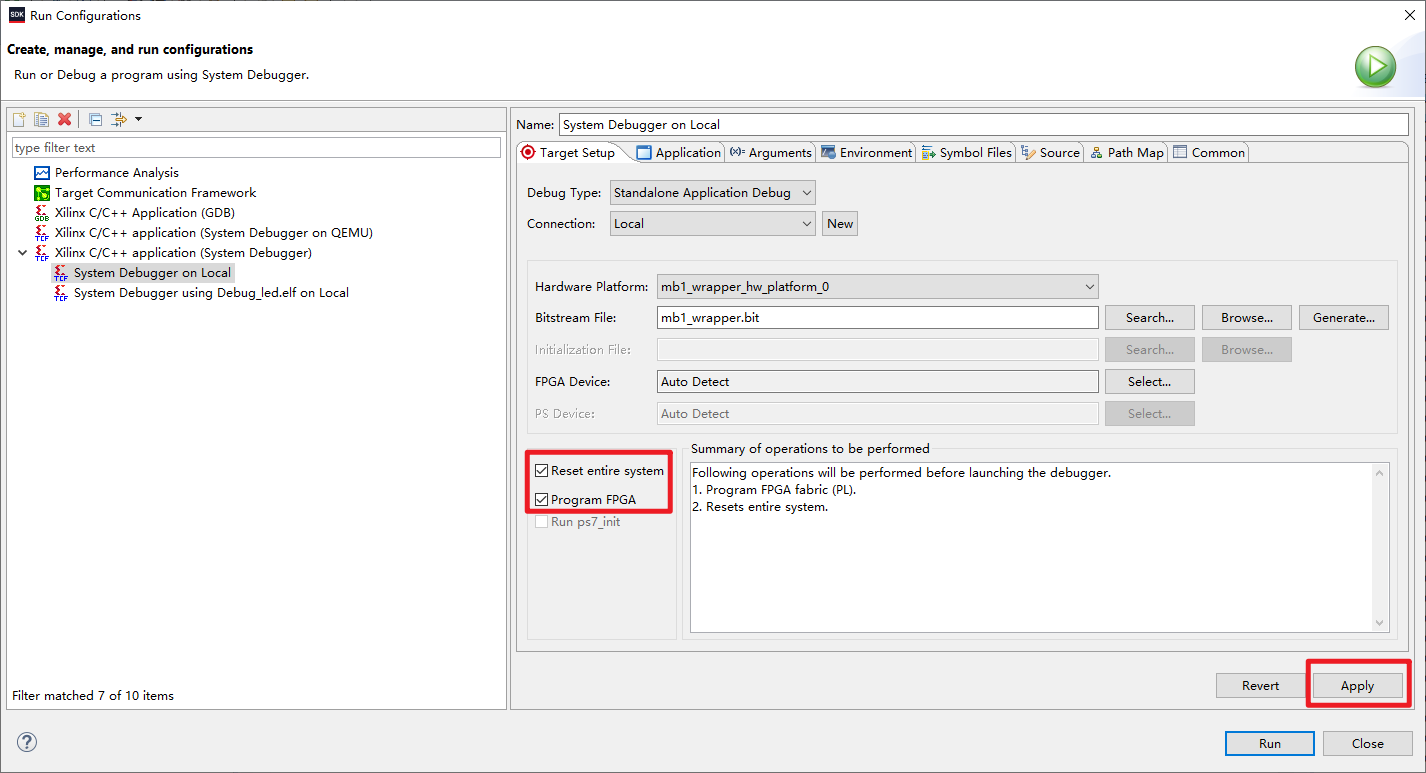 SDK Run Configurations
Create, manage, and run configurations
Run or Debug a program using System Debugger.
type filter text
Performance Analysis
Target Communication Framework
GDB Xilinx C/C++ Application (GDB)
TCF Xilinx C/C++ application (System Debugger on QEMU)
TCF Xilinx C/C++ application (System Debugger)
TCF System Debugger on Local
TCF System Debugger using Debug_led.elf on Local
Filter matched 7 of 10 items
Name: System Debugger on Local
Target Setup Application (x)= Arguments Environment Symbol Files Source Path Map Common
Debug Type: Standalone Application Debug
Connection: Local New
Hardware Platform: mb1_wrapper_hw_platform_0
Bitstream File: mb1_wrapper.bit Search... Browse... Generate...
Initialization File: Search... Browse...
FPGA Device: Auto Detect Select...
PS Device: Auto Detect Select...
Reset entire system
Program FPGA
Run ps7_init
Summary of operations to be performed
Following operations will be performed before launching the debugger.
1. Program FPGA fabric (PL).
2. Resets entire system.
Revert Apply
? Run Close